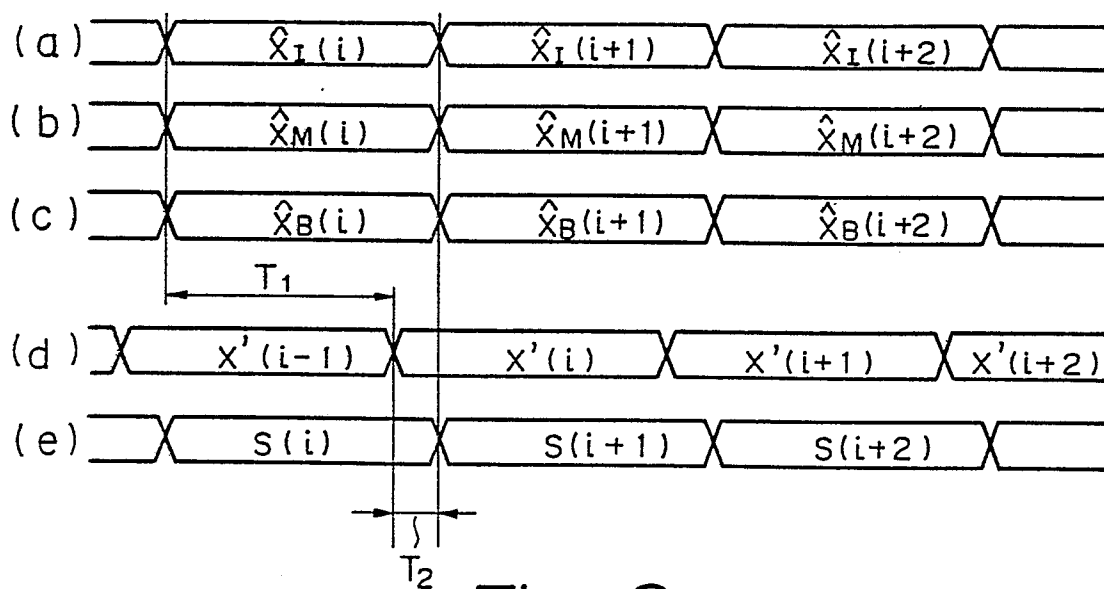 (a) X̂I(i) X̂I(i+1) X̂I(i+2)
(b) X̂M(i) X̂M(i+1) X̂M(i+2)
(c) X̂B(i) X̂B(i+1) X̂B(i+2)
T1
(d) X'(i-1) X'(i) X'(i+1) X'(i+2)
(e) S(i) S(i+1) S(i+2)
T2